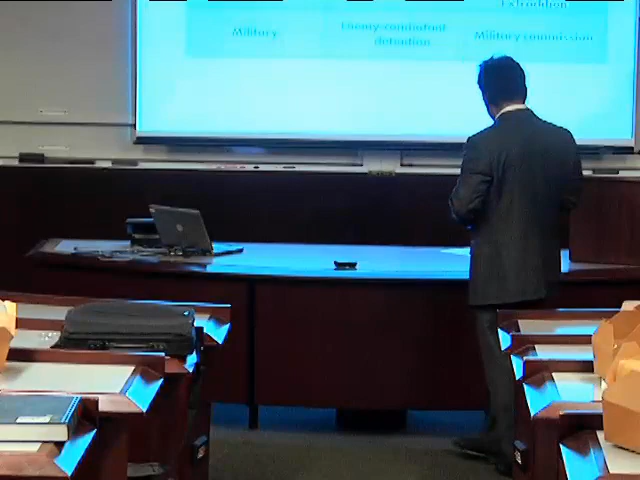 Extradition
Military
Enemy-combatant
detention
Military commission